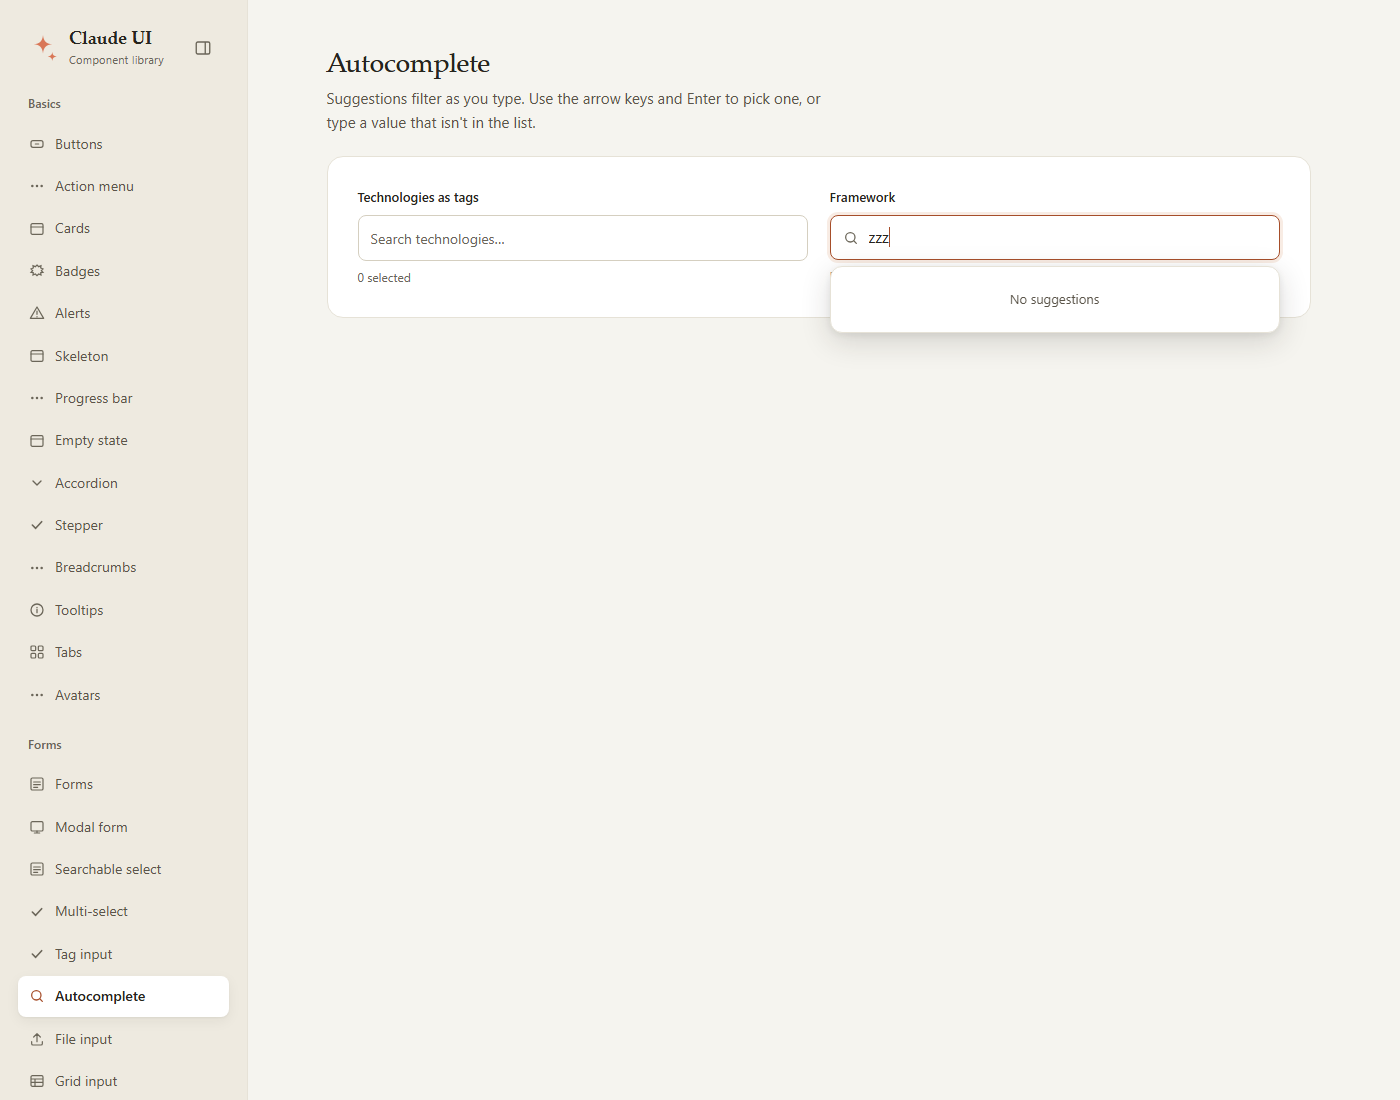 Claude UI
Component library
Basics
Buttons
Action menu
Cards
Badges
Alerts
Skeleton
Progress bar
Empty state
Accordion
Stepper
Breadcrumbs
Tooltips
Tabs
Avatars
Forms
Forms
Modal form
Searchable select
Multi-select
Tag input
Autocomplete
File input
Grid input
Autocomplete
Suggestions filter as you type. Use the arrow keys and Enter to pick one, or
type a value that isn't in the list.
Technologies as tags
Search technologies...
0 selected
Framework
zzz
No suggestions